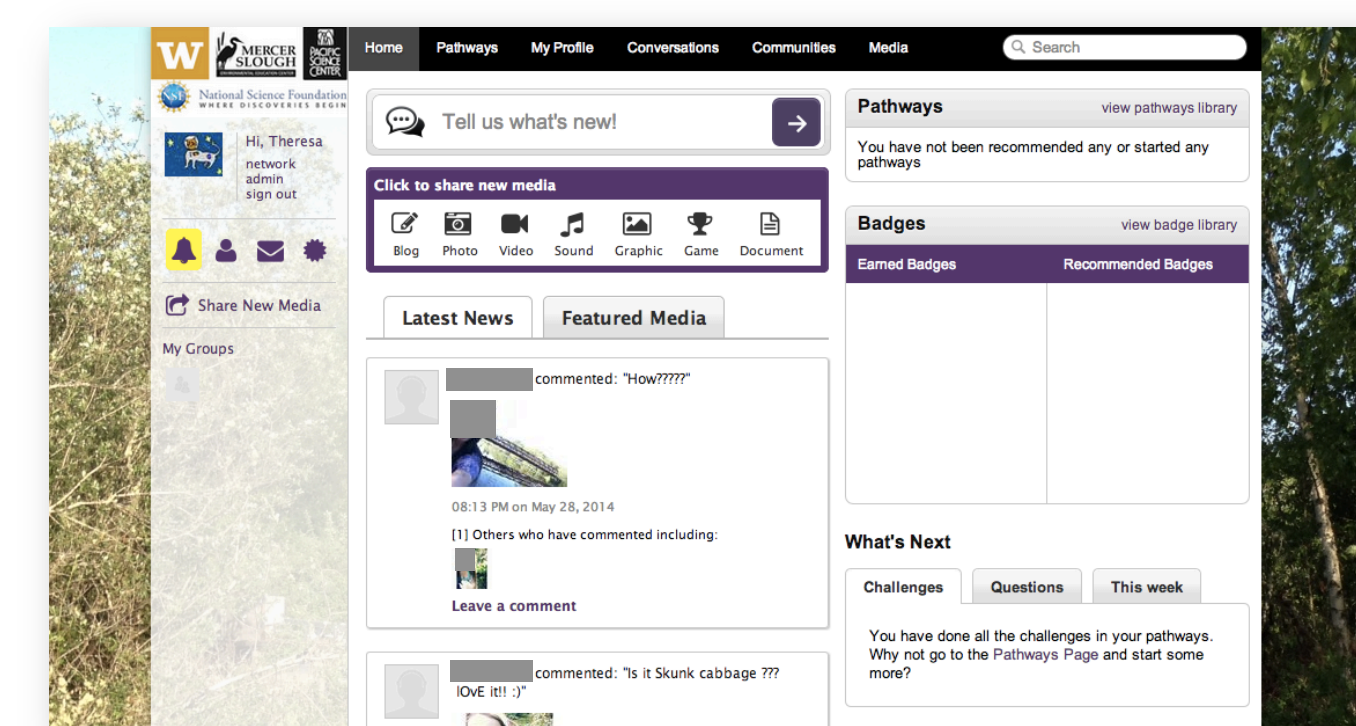 W
MERCER
SLOUGH
ENVIRONMENTAL EDUCATION CENTER
PACIFIC
SCIENCE
CENTER
NSF
National Science Foundation
WHERE DISCOVERIES BEGIN
Hi, Theresa
network
admin
sign out
Share New Media
My Groups
Home Pathways My Profile Conversations Communities Media Search
Tell us what's new!
Click to share new media
Blog Photo Video Sound Graphic Game Document
Latest News Featured Media
commented: "How?????"
08:13 PM on May 28, 2014
[1] Others who have commented including:
Leave a comment
commented: "Is it Skunk cabbage ???
lOvE it!! :)"
Pathways view pathways library
You have not been recommended any or started any
pathways
Badges view badge library
Earned Badges Recommended Badges
What's Next
Challenges Questions This week
You have done all the challenges in your pathways.
Why not go to the Pathways Page and start some
more?